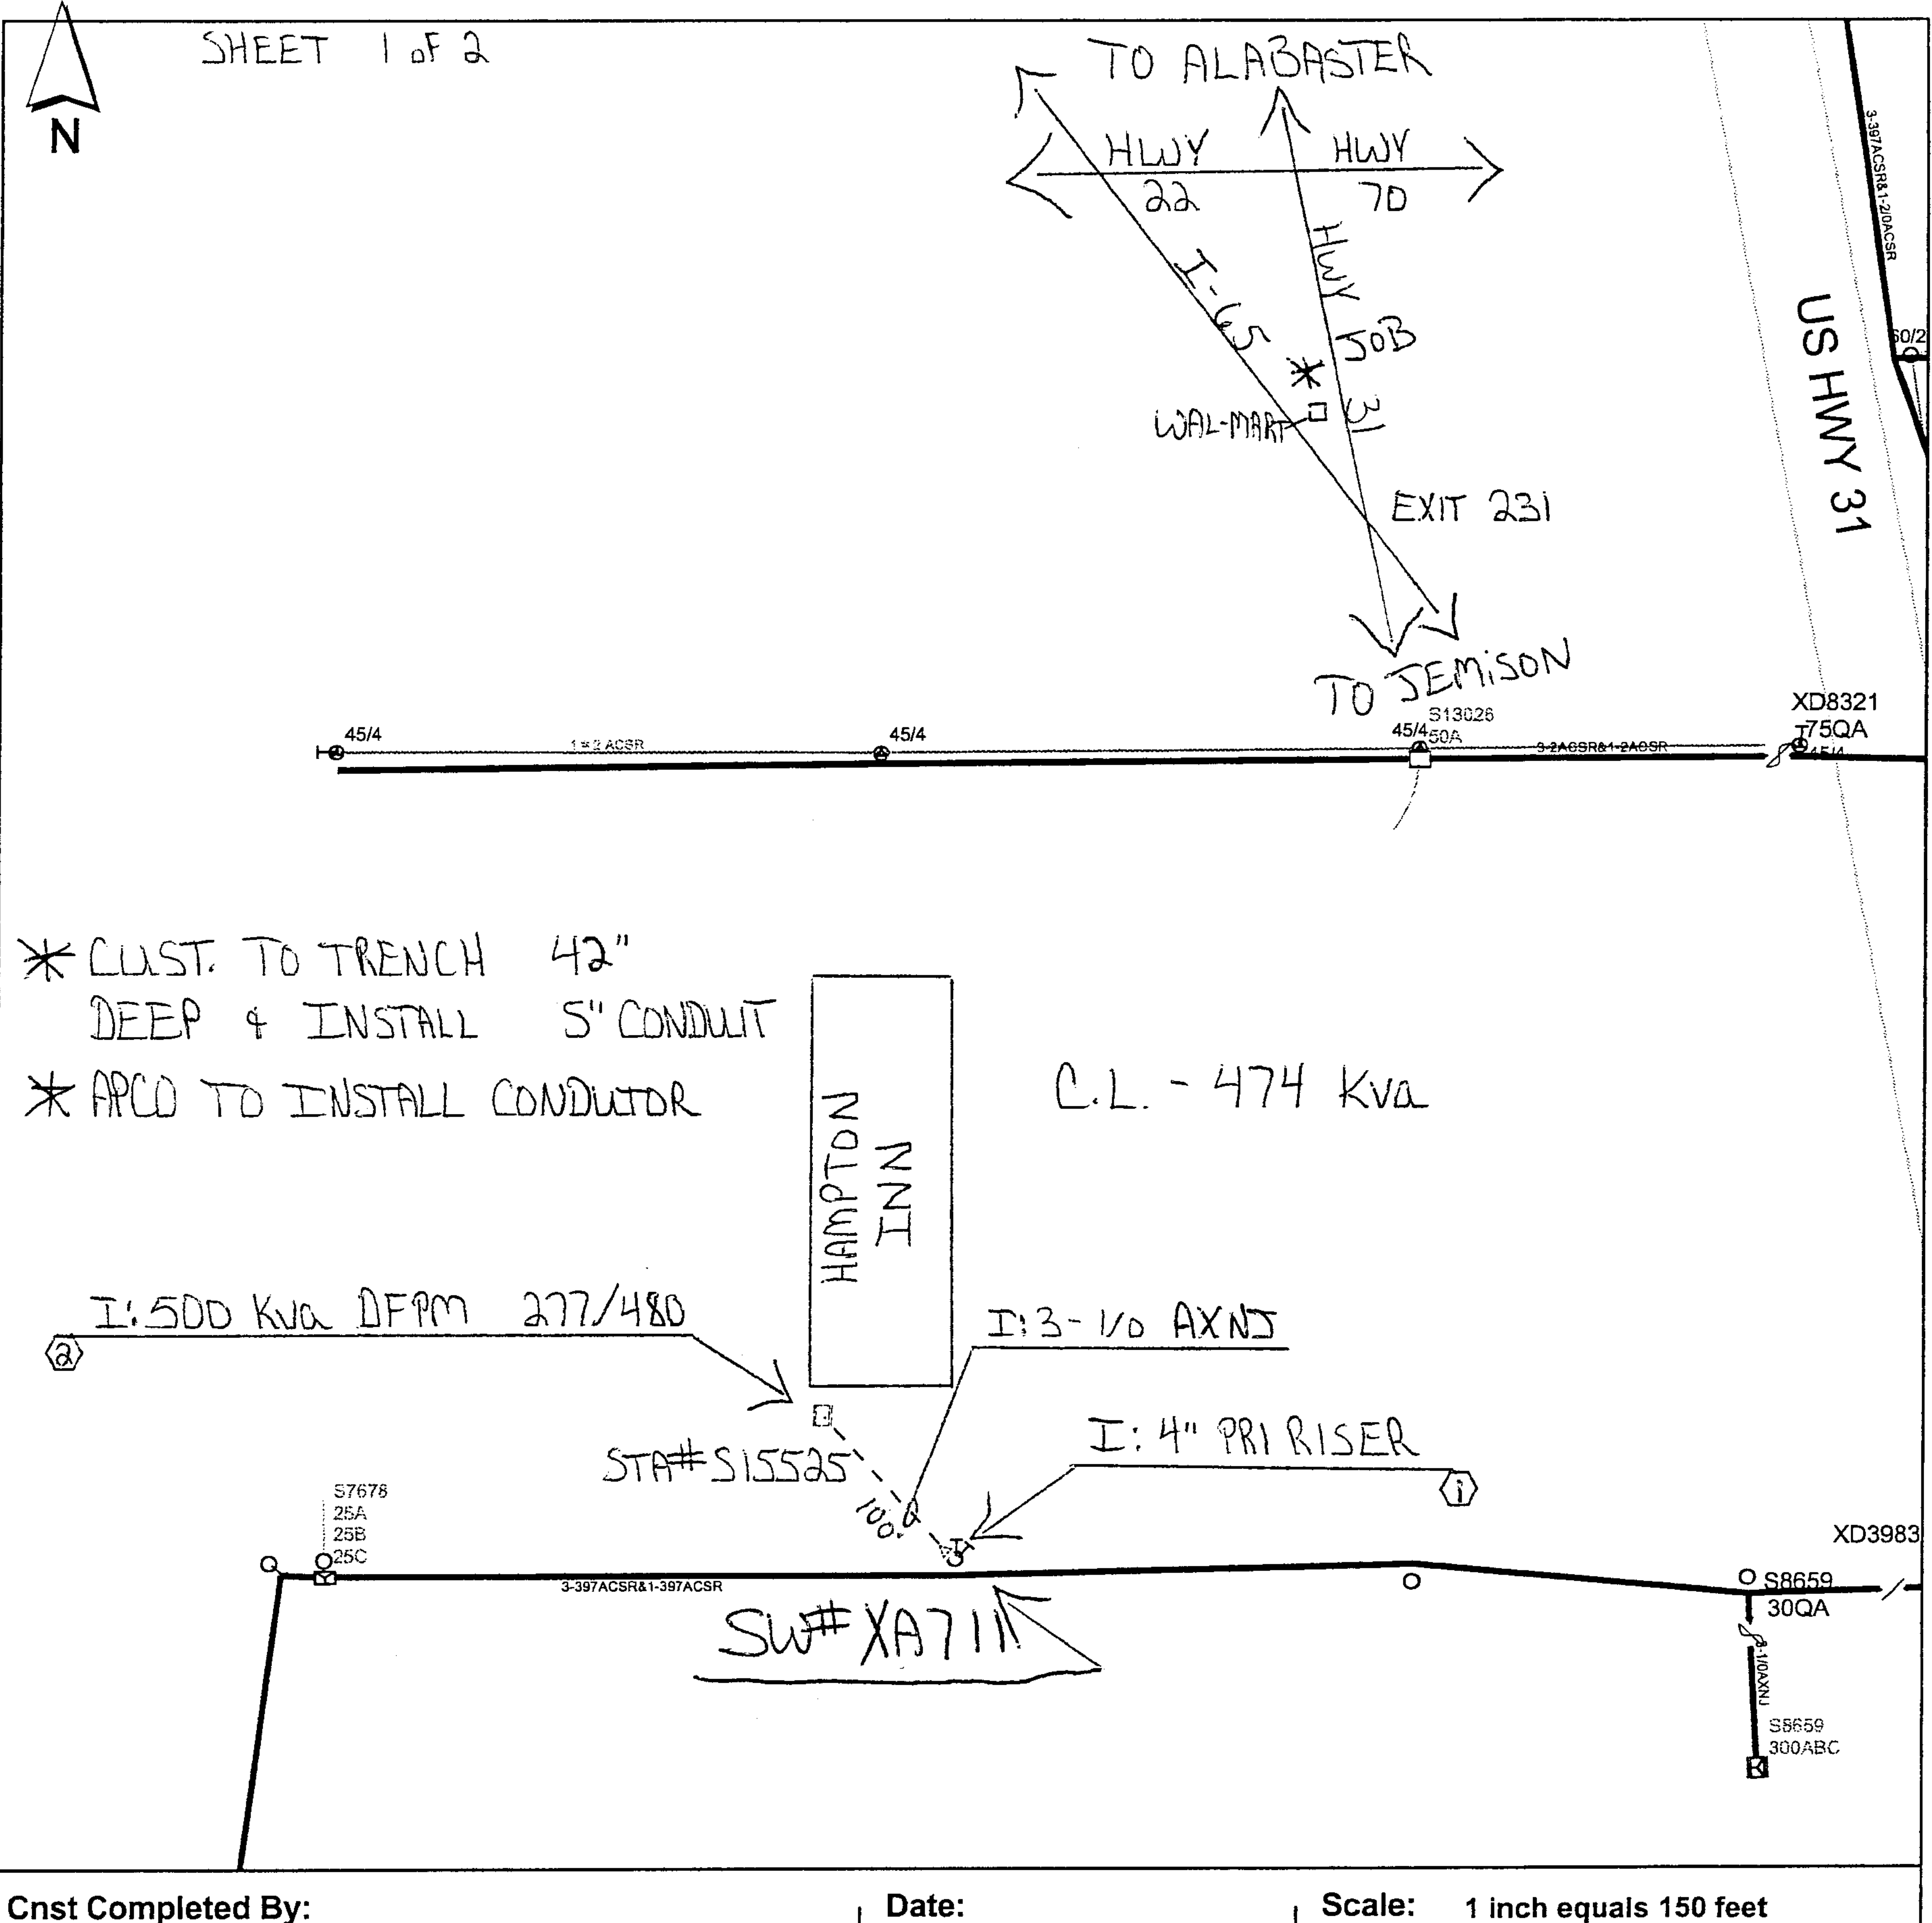 SHEET 1 OF 2
N
TO ALABASTER
HWY 22
HWY 70
I-65
HWY 31
JOB
WAL-MART
EXIT 231
TO JEMISON
3-397ACSR&1-2/0ACSR
US HWY 31
45/4
45/4
S13026
45/4
50A
3-2ACSR&1-2ACSR
XD8321
75QA
45/4
* CUST. TO TRENCH 42"
DEEP & INSTALL 5" CONDUIT
* APCO TO INSTALL CONDUTOR
HAMPTON
INN
C.L. - 474 Kva
I: 500 Kva DFPM 277/480
2
I: 3-1/0 AXNJ
I: 4" PRI RISER
1
STA# S15525
100'
S7678
25A
25B
25C
3-397ACSR&1-397ACSR
SW# XA711
XD3983
S8659
30QA
3-1/0AXNJ
S8659
300ABC
Cnst Completed By:
Date:
Scale: 1 inch equals 150 feet